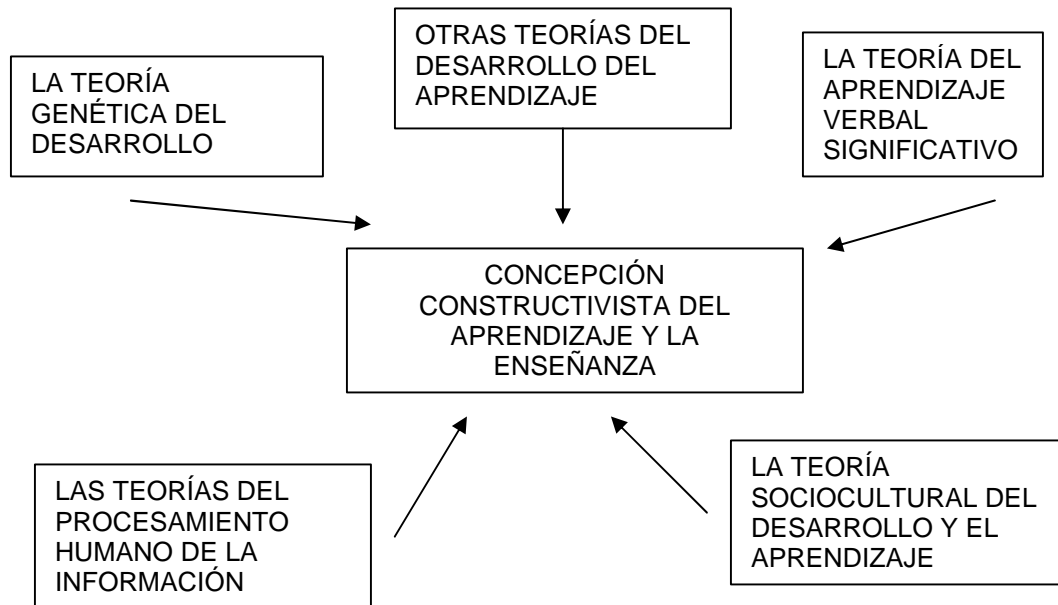 LA TEORÍA
GENÉTICA DEL
DESARROLLO
OTRAS TEORÍAS DEL
DESARROLLO DEL
APRENDIZAJE
LA TEORÍA DEL
APRENDIZAJE
VERBAL
SIGNIFICATIVO
CONCEPCIÓN
CONSTRUCTIVISTA DEL
APRENDIZAJE Y LA
ENSEÑANZA
LAS TEORÍAS DEL
PROCESAMIENTO
HUMANO DE LA
INFORMACIÓN
LA TEORÍA
SOCIOCULTURAL DEL
DESARROLLO Y EL
APRENDIZAJE